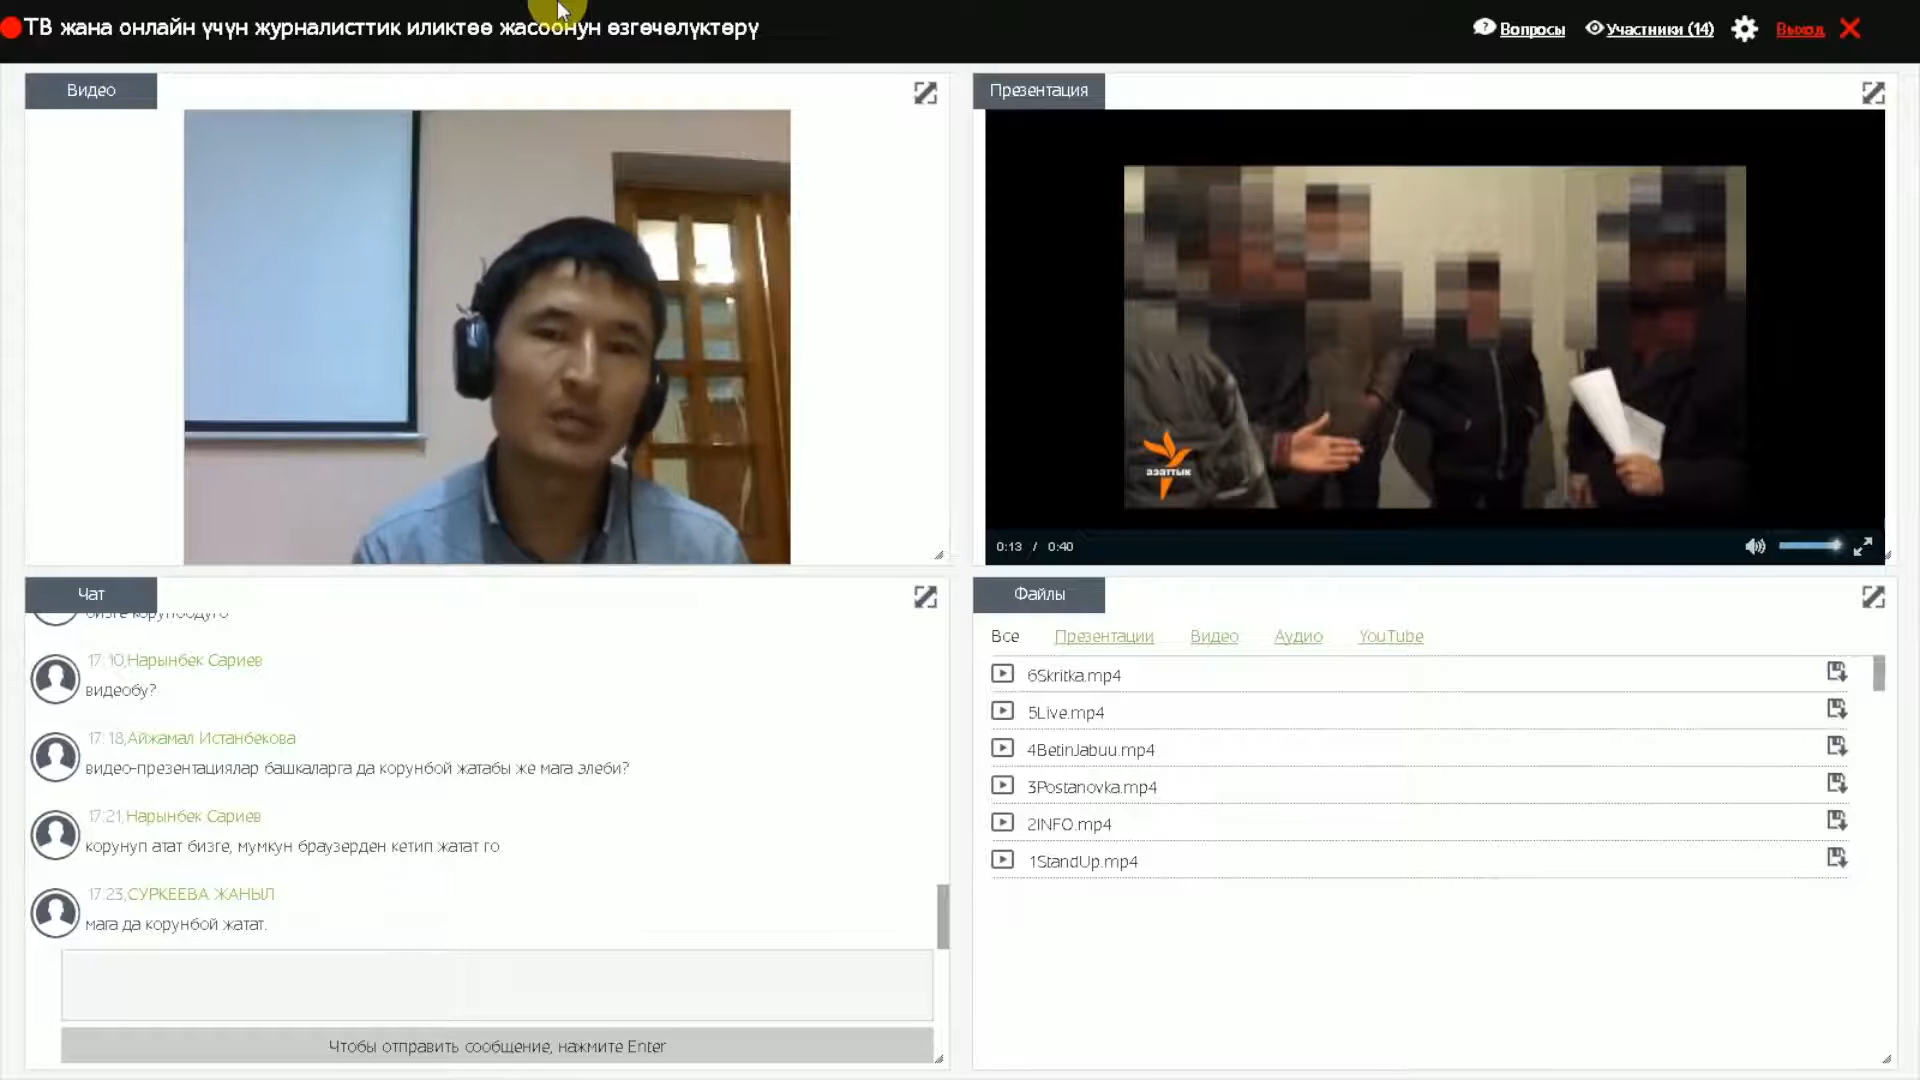 ТВ жана онлайн үчүн журналисттик иликтөө жасоонун өзгөчөлүктөрү
Вопросы
Участники (14)
Выход
Видео
Презентация
азаттык
0:13 / 0:40
Чат
17:10,Нарынбек Сариев
видеобу?
17:18,Айжамал Истанбекова
видео-презентациялар башкаларга да корунбой жатабы же мага элеби?
17:21,Нарынбек Сариев
корунуп атат бизге, мумкун браузерден кетип жатат го
17:23,СУРКЕЕВА ЖАНЫЛ
мага да корунбой жатат.
Чтобы отправить сообщение, нажмите Enter
Файлы
Все Презентации Видео Аудио YouTube
6Skritka.mp4
5Live.mp4
4BetinJabuu.mp4
3Postanovka.mp4
2INFO.mp4
1StandUp.mp4